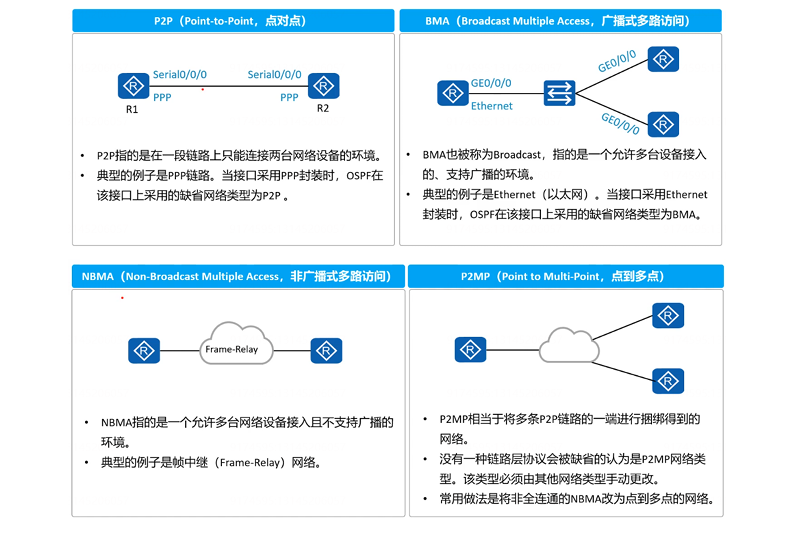 P2P（Point-to-Point，点对点）
Serial0/0/0
Serial0/0/0
R
R
PPP
PPP
R1
R2
• P2P指的是在一段链路上只能连接两台网络设备的环境。
• 典型的例子是PPP链路。当接口采用PPP封装时，OSPF在
该接口上采用的缺省网络类型为P2P 。
BMA（Broadcast Multiple Access，广播式多路访问）
R
GE0/0/0
GE0/0/0
R
Ethernet
GE0/0/0
R
• BMA也被称为Broadcast，指的是一个允许多台设备接入
的、支持广播的环境。
• 典型的例子是Ethernet（以太网）。当接口采用Ethernet
封装时，OSPF在该接口上采用的缺省网络类型为BMA。
NBMA（Non-Broadcast Multiple Access，非广播式多路访问）
R
Frame-Relay
R
• NBMA指的是一个允许多台网络设备接入且不支持广播的
环境。
• 典型的例子是帧中继（Frame-Relay）网络。
P2MP（Point to Multi-Point，点到多点）
R
R
R
• P2MP相当于将多条P2P链路的一端进行捆绑得到的
网络。
• 没有一种链路层协议会被缺省的认为是P2MP网络类
型。该类型必须由其他网络类型手动更改。
• 常用做法是将非全连通的NBMA改为点到多点的网络。